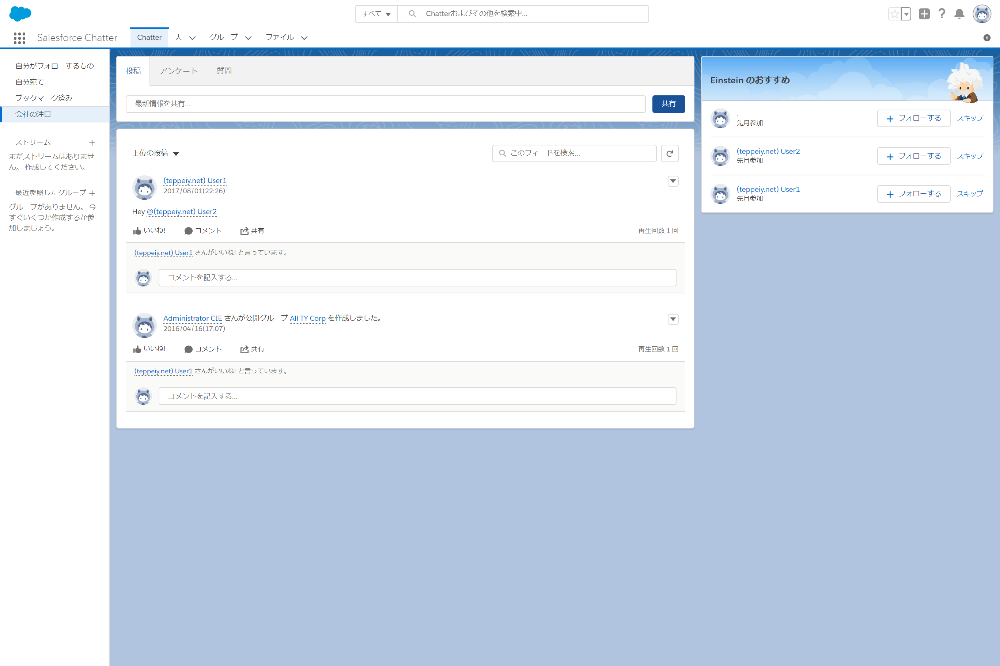 すべて
Chatterおよびその他を検索中...
Salesforce Chatter
Chatter
人
グループ
ファイル
自分がフォローするもの
自分宛て
ブックマーク済み
会社の注目
ストリーム
まだストリームはありませ
ん。 作成してください。
最近参照したグループ
グループがありません。 今
すぐいくつか作成するか参
加しましょう。
投稿
アンケート
質問
最新情報を共有...
共有
上位の投稿
このフィードを検索...
(teppeiy.net) User1
2017/08/01(22:26)
Hey @(teppeiy.net) User2
いいね!
コメント
共有
再生回数 1 回
(teppeiy.net) User1 さんがいいね! と言っています。
コメントを記入する...
Administrator CIE さんが公開グループ All TY Corp を作成しました。
2016/04/16(17:07)
いいね!
コメント
共有
再生回数 1 回
(teppeiy.net) User1 さんがいいね! と言っています。
コメントを記入する...
Einstein のおすすめ
.
先月参加
フォローする
スキップ
(teppeiy.net) User2
先月参加
フォローする
スキップ
(teppeiy.net) User1
先月参加
フォローする
スキップ